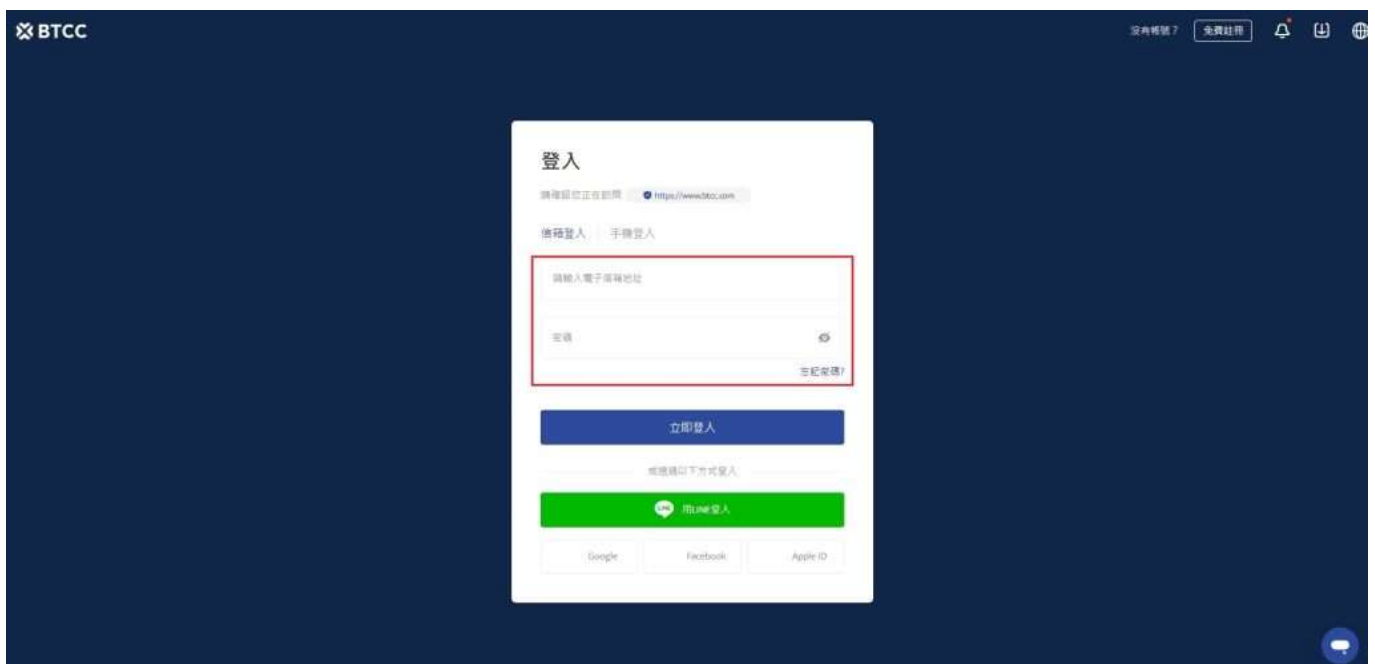 BTCC
沒有帳號？ 免費註冊
登入
請確認您正在訪問 https://www.btcc.com
信箱登入 手機登入
請輸入電子信箱地址
密碼
忘記密碼?
立即登入
或透過以下方式登入
LINE 用LINE登入
Google Facebook Apple ID